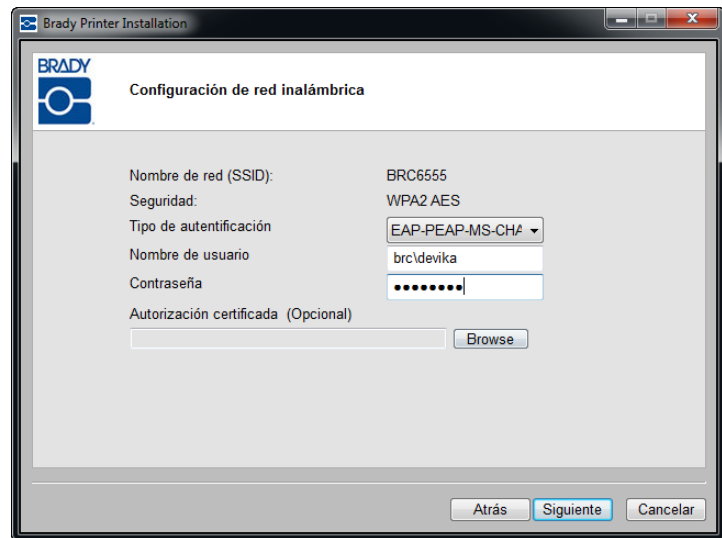 Brady Printer Installation
BRADY
Configuración de red inalámbrica
Nombre de red (SSID): BRC6555
Seguridad: WPA2 AES
Tipo de autentificación EAP-PEAP-MS-CHA
Nombre de usuario brc\devika
Contraseña ●●●●●●●●
Autorización certificada (Opcional)
Browse
Atrás Siguiente Cancelar